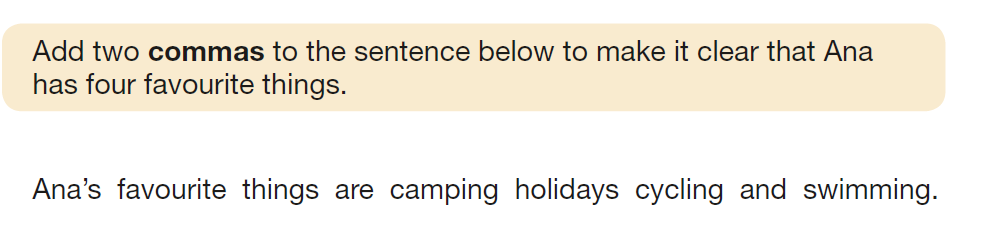 Add two commas to the sentence below to make it clear that Ana
has four favourite things.
Ana’s favourite things are camping holidays cycling and swimming.